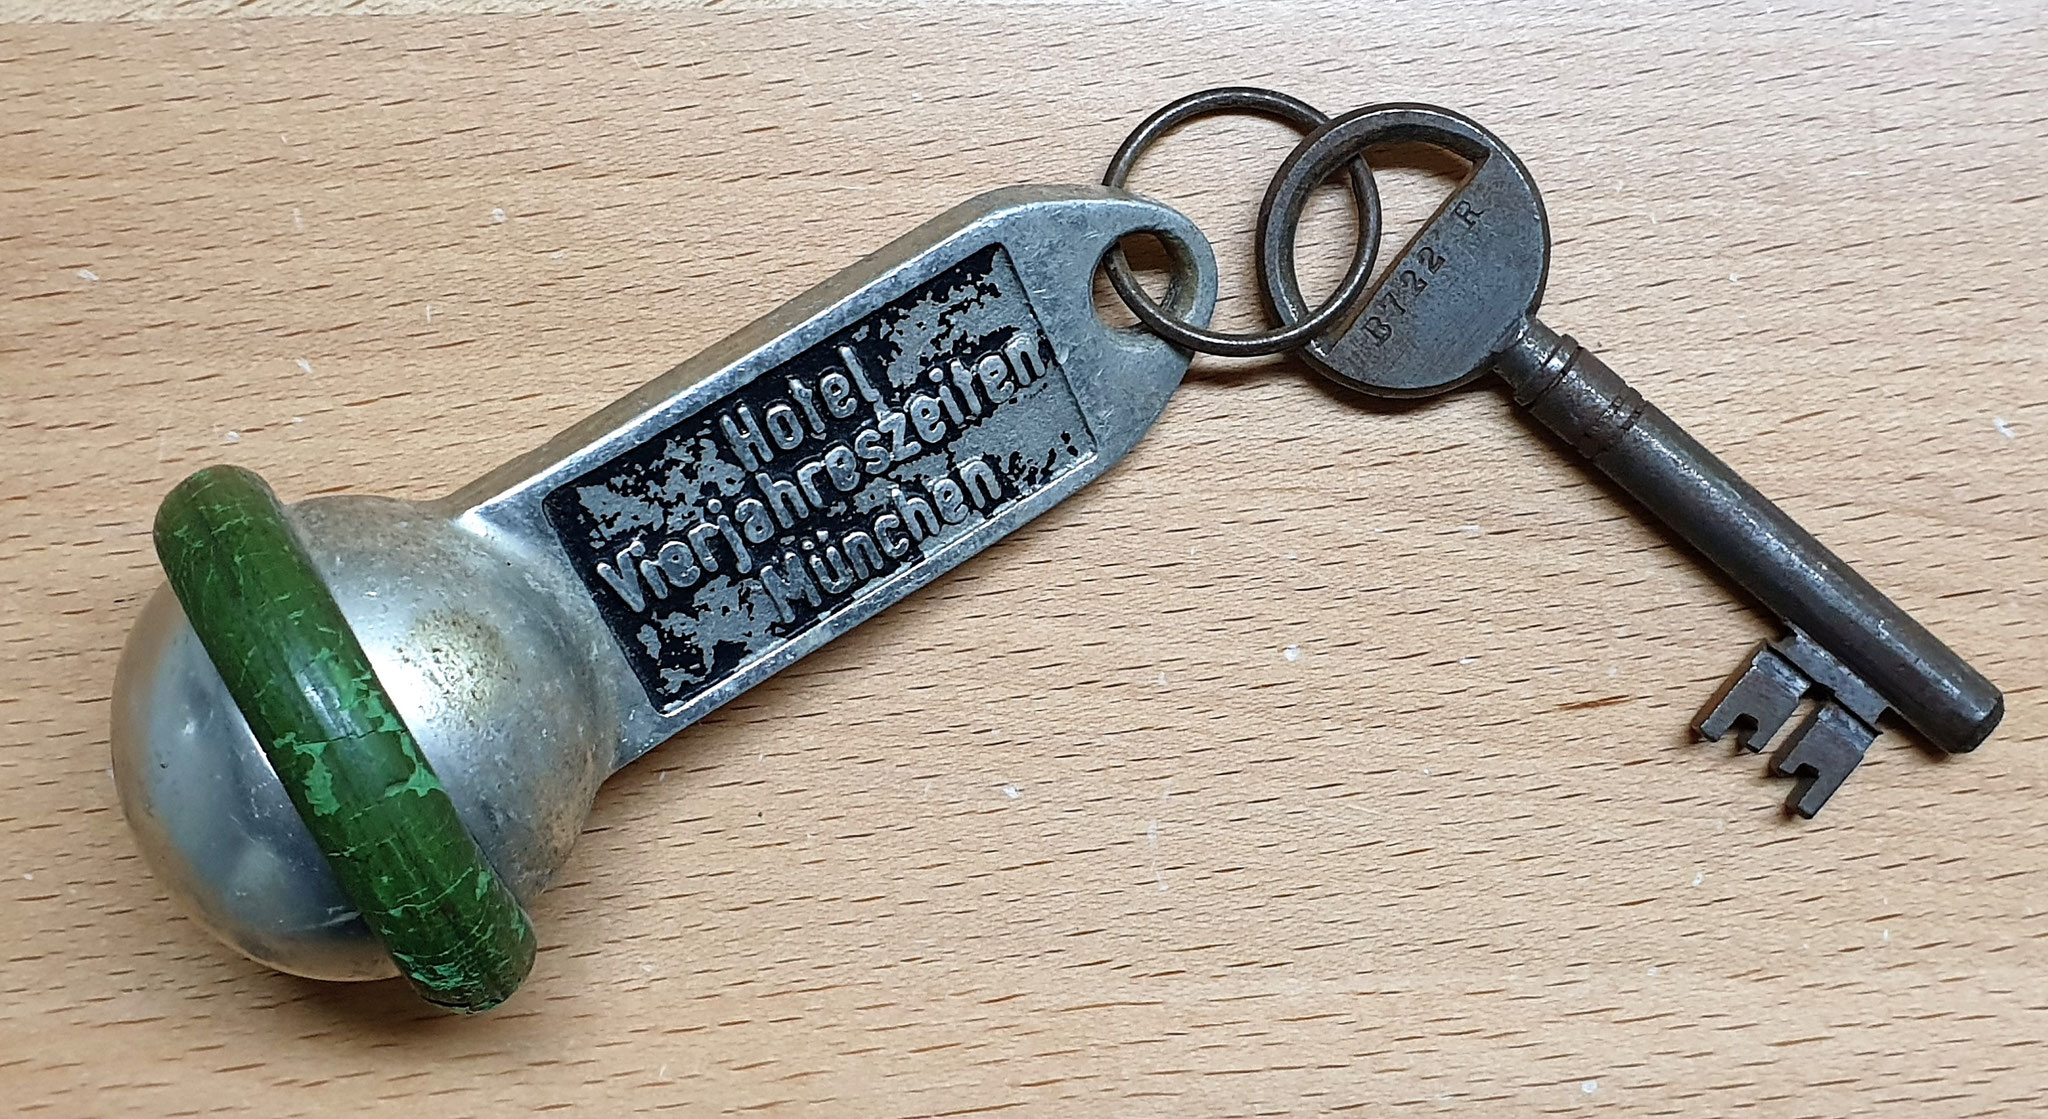 Hotel
Vierjahreszeiten
München
B722 R